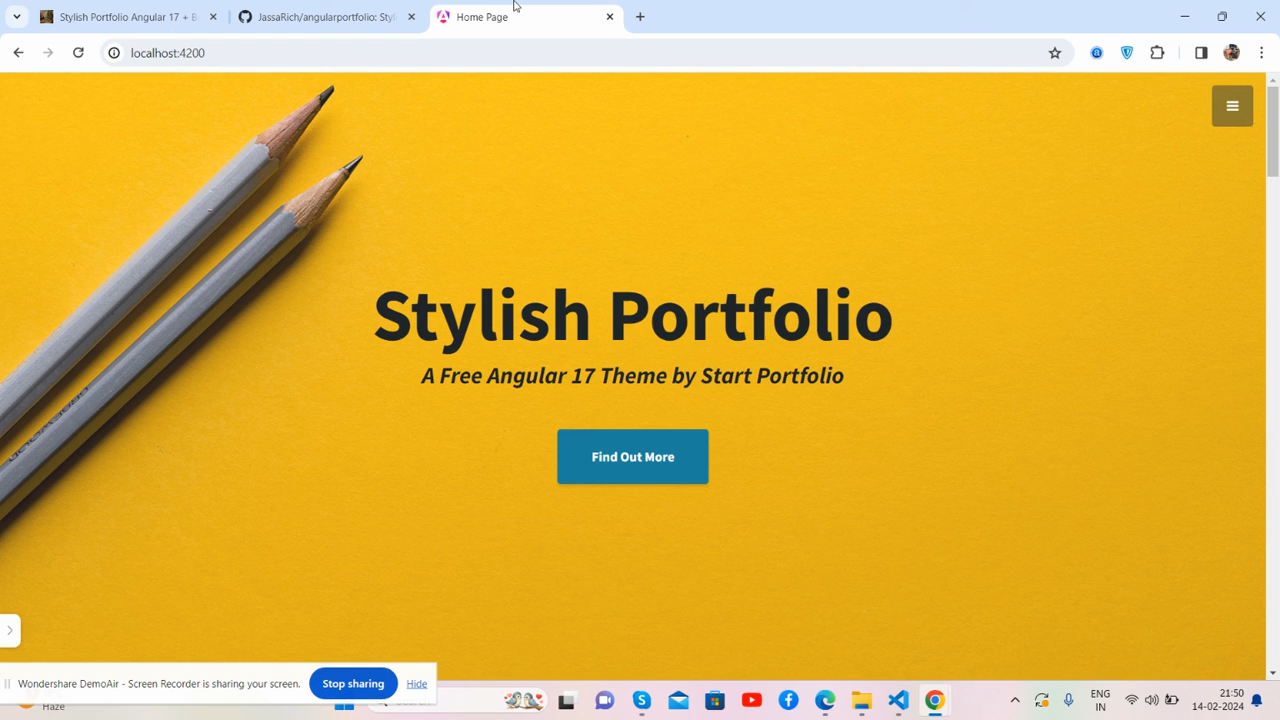 Stylish Portfolio Angular 17 + B
JassaRich/angularportfolio: Styl
Home Page
localhost:4200
Stylish Portfolio
A Free Angular 17 Theme by Start Portfolio
Find Out More
Wondershare DemoAir - Screen Recorder is sharing your screen.
Stop sharing
Hide
Haze
ENG
IN
21:50
14-02-2024